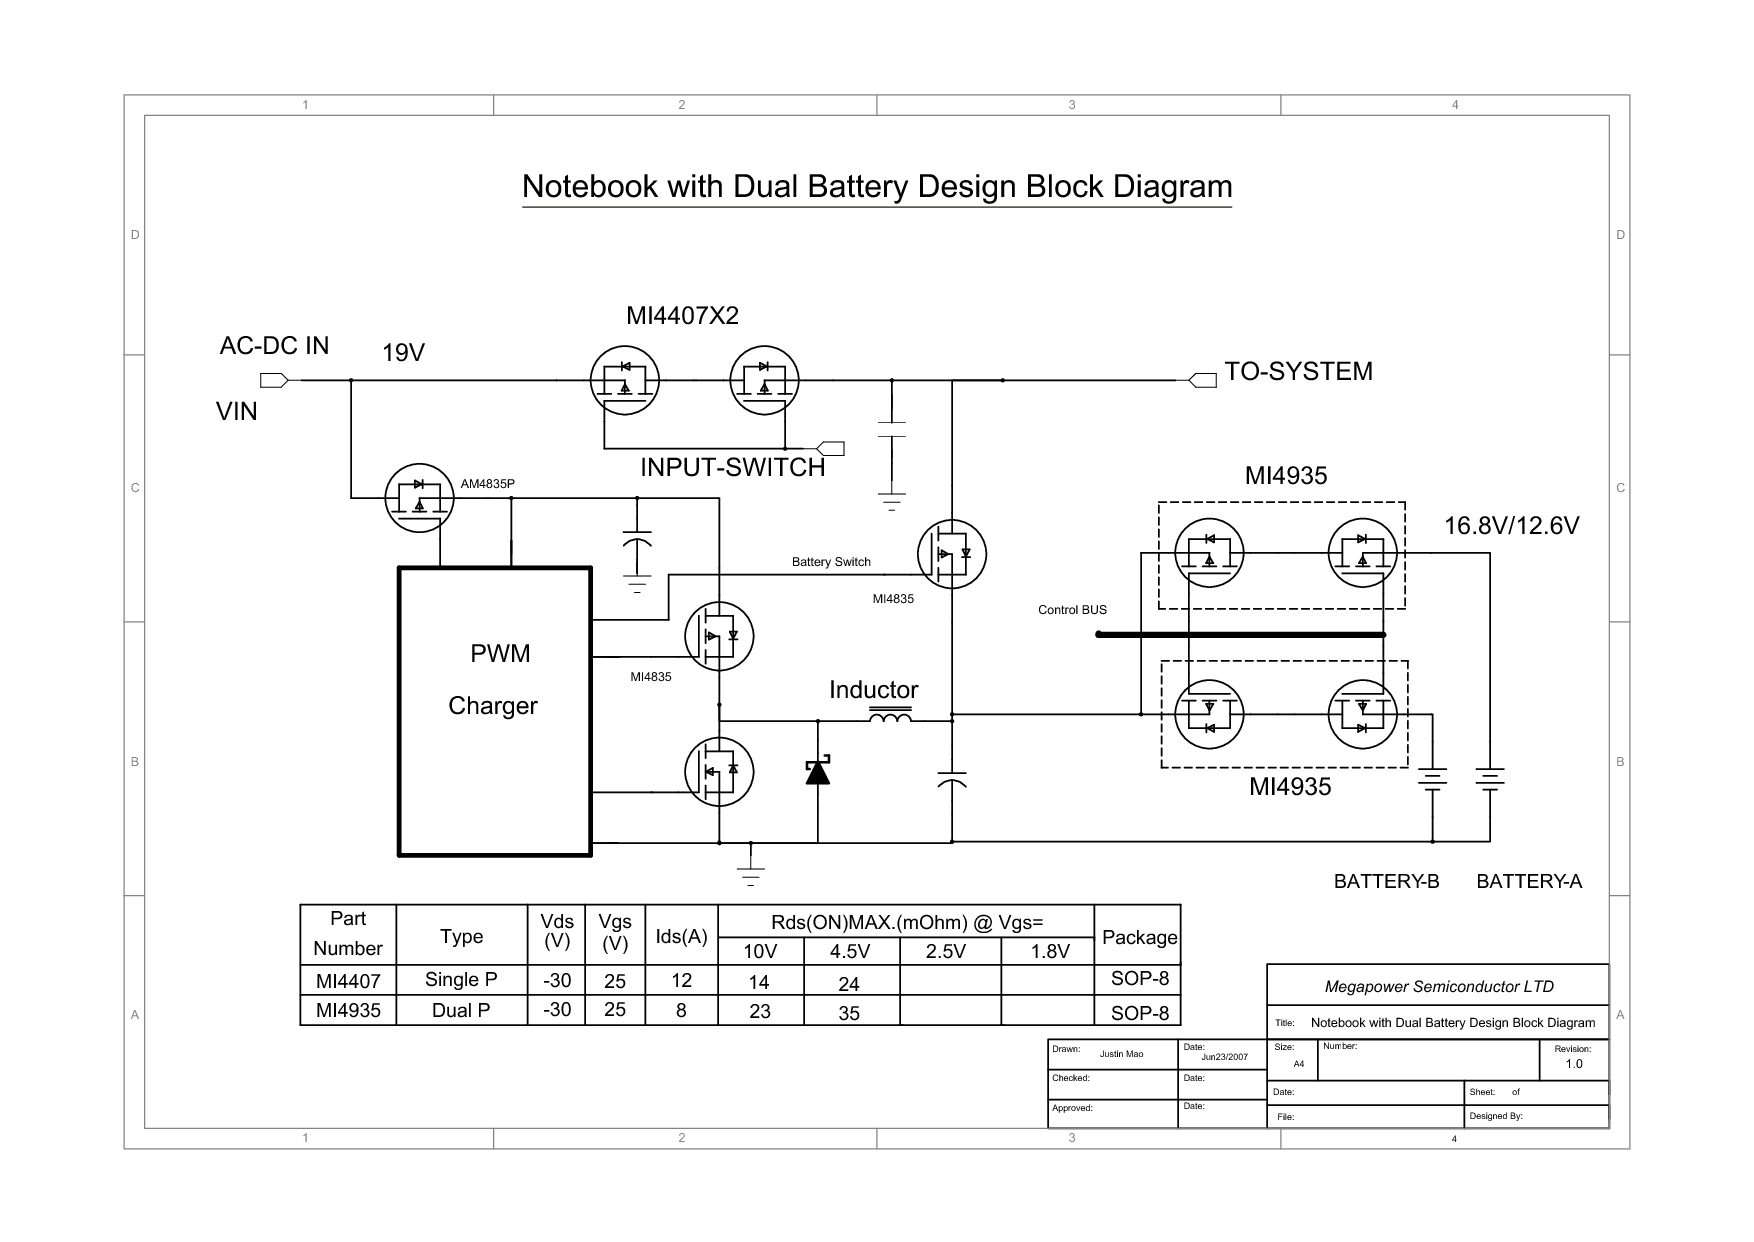 1 2 3 4
Notebook with Dual Battery Design Block Diagram
D D
MI4407X2
AC-DC IN
19V
TO-SYSTEM
VIN
INPUT-SWITCH
C C
AM4835P
MI4935
16.8V/12.6V
Battery Switch
MI4835
Control BUS
PWM
Charger
MI4835
Inductor
B B
MI4935
BATTERY-B BATTERY-A
Part Number Type Vds (V) Vgs (V) Ids(A) Rds(ON)MAX.(mOhm) @ Vgs= Package
10V 4.5V 2.5V 1.8V
MI4407 Single P -30 25 12 14 24 SOP-8
MI4935 Dual P -30 25 8 23 35 SOP-8
A A
Megapower Semiconductor LTD
Title: Notebook with Dual Battery Design Block Diagram
Drawn: Justin Mao Date: Jun23/2007
Size: A4 Number: Revision: 1.0
Checked: Date:
Date: Sheet: of
Approved: Date:
File: Designed By:
1 2 3 4